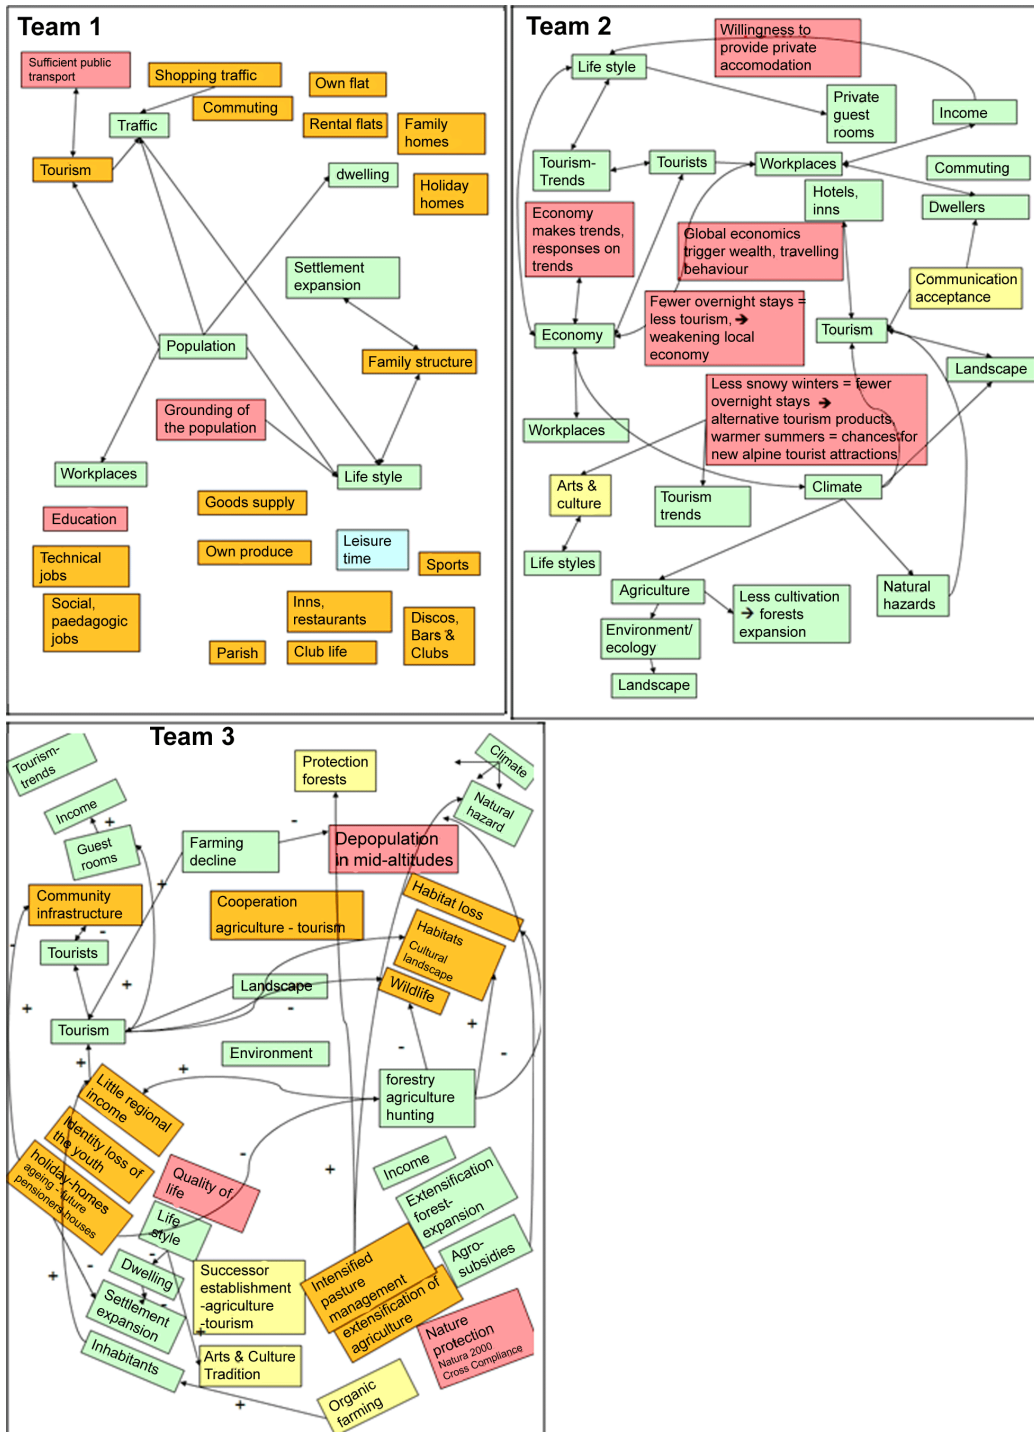 Team 1
Sufficient public
transport
Shopping traffic
Own flat
Commuting
Traffic
Rental flats
Family
homes
Tourism
dwelling
Holiday
homes
Settlement
expansion
Population
Family structure
Grounding of
the population
Workplaces
Life style
Goods supply
Education
Own produce
Leisure
time
Sports
Technical
jobs
Social,
paedagogic
jobs
Inns,
restaurants
Discos,
Bars &
Clubs
Parish
Club life
Team 2
Willingness to
provide private
accomodation
Life style
Private
guest
rooms
Income
Tourism-
Trends
Tourists
Workplaces
Commuting
Hotels,
inns
Dwellers
Economy
makes trends,
responses on
trends
Global economics
trigger wealth, travelling
behaviour
Communication
acceptance
Fewer overnight stays =
less tourism, ➔
weakening local
economy
Economy
Tourism
Landscape
Less snowy winters = fewer
overnight stays ➔
alternative tourism products,
warmer summers = chances for
new alpine tourist attractions
Workplaces
Arts &
culture
Tourism
trends
Climate
Life styles
Agriculture
Less cultivation
➔ forests
expansion
Natural
hazards
Environment/
ecology
Landscape
Team 3
Tourism-
trends
Protection
forests
Climate
Income
+
Natural
hazard
Guest
rooms
Farming
decline
-
Depopulation
in mid-altitudes
+
Community
infrastructure
Cooperation
agriculture - tourism
Habitat loss
Habitats
Cultural
landscape
-
-
Tourists
+
Landscape
Wildlife
-
+
Tourism
+
Environment
-
-
+
+
Little regional
income
forestry
agriculture
hunting
Identity loss of
the youth
holiday-homes
ageing - future
pensioners houses
-
+
Quality of
life
Income
Extensification
forest-
expansion
Life
style
Agro-
subsidies
-
-
+
Dwelling
Successor
establishment
-agriculture
-tourism
Intensified
pasture
management
extensification of
agriculture
Settlement
expansion
-
+
Nature
protection
Natura 2000
Cross Compliance
Inhabitants
Arts & Culture
Tradition
+
Organic
farming